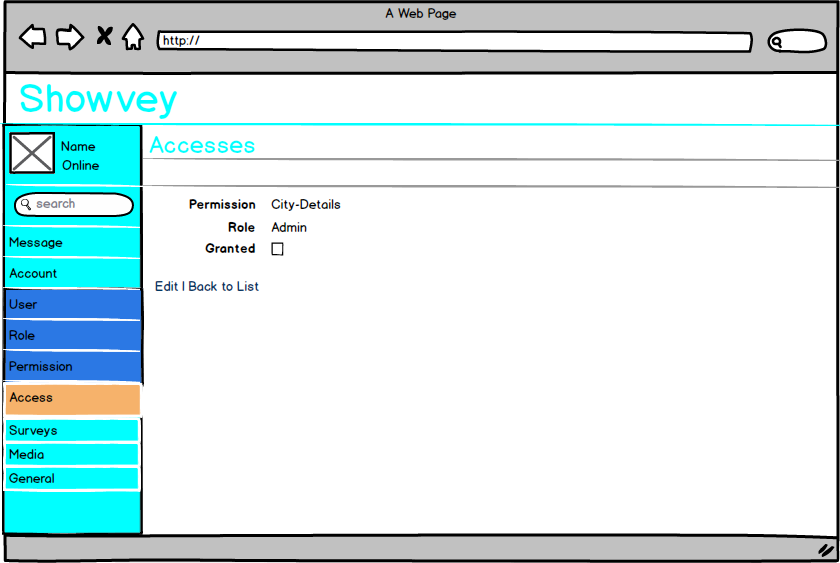 A Web Page
http://
Showvey
Name
Online
search
Message
Account
User
Role
Permission
Access
Surveys
Media
General
Accesses
Permission City-Details
Role Admin
Granted
Edit | Back to List